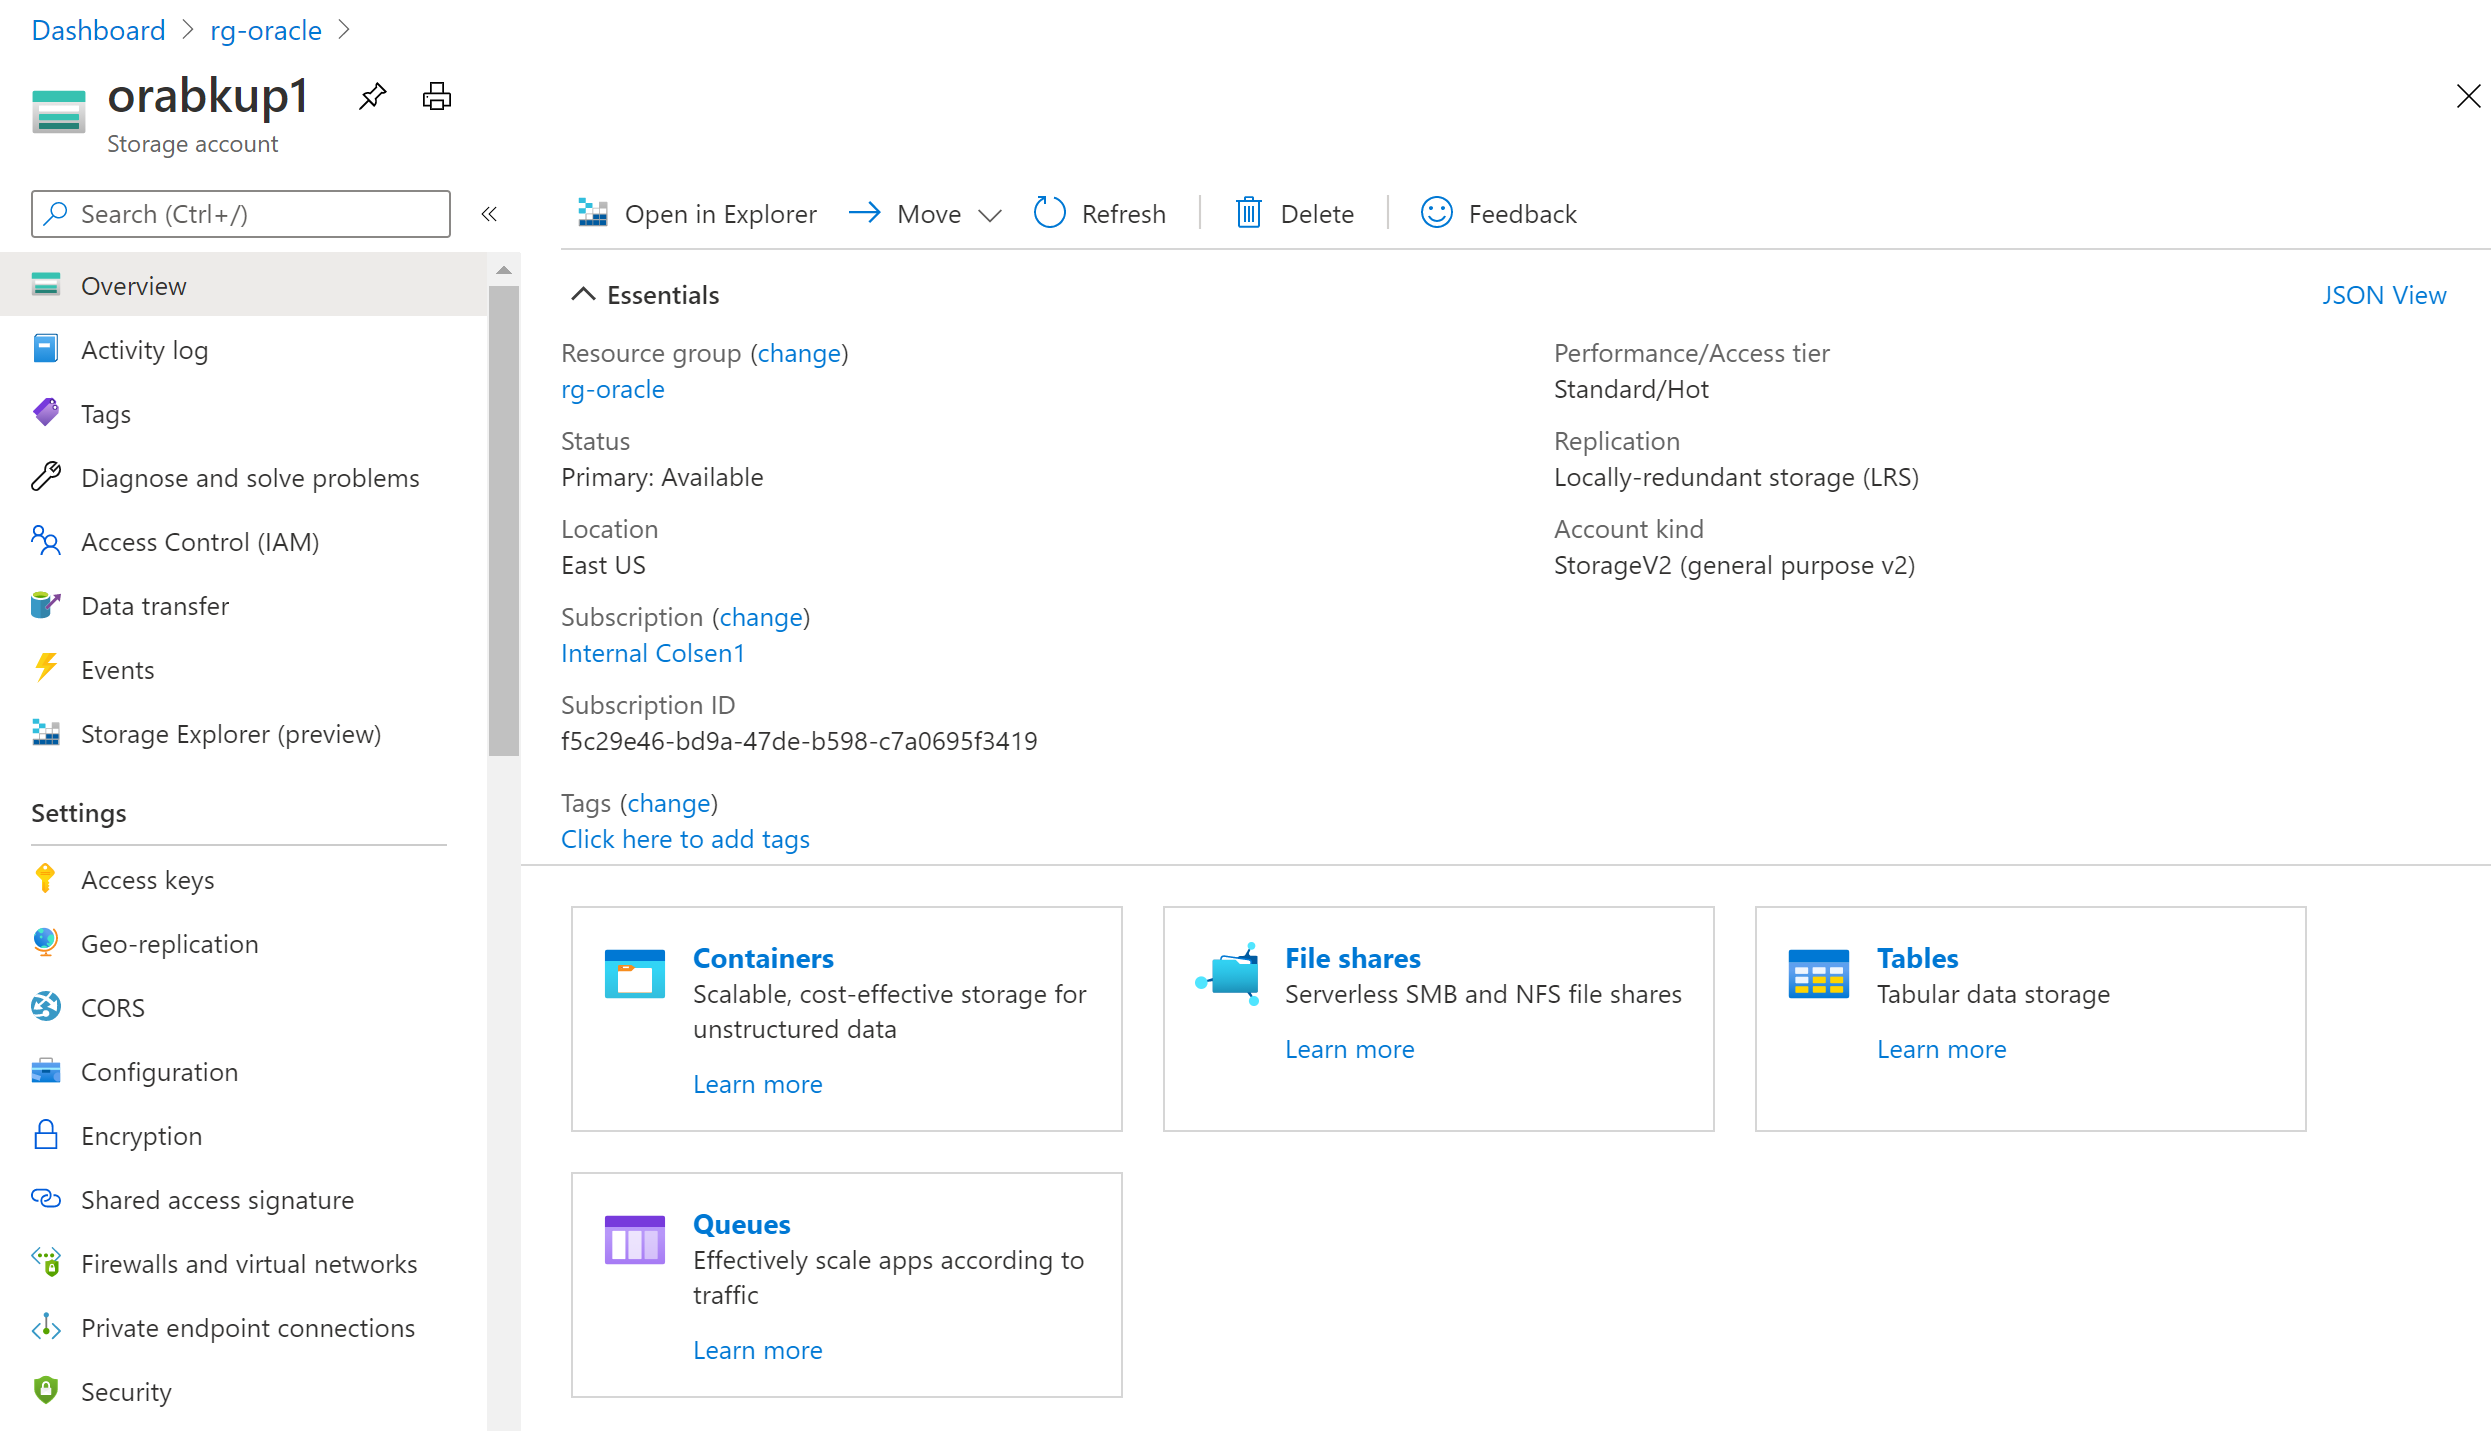 Dashboard > rg-oracle >
orabkup1
Storage account
Search (Ctrl+/)
«
Overview
Activity log
Tags
Diagnose and solve problems
Access Control (IAM)
Data transfer
Events
Storage Explorer (preview)
Settings
Access keys
Geo-replication
CORS
Configuration
Encryption
Shared access signature
Firewalls and virtual networks
Private endpoint connections
Security
Open in Explorer Move Refresh Delete Feedback
Essentials
JSON View
Resource group (change)
rg-oracle
Status
Primary: Available
Location
East US
Subscription (change)
Internal Colsen1
Subscription ID
f5c29e46-bd9a-47de-b598-c7a0695f3419
Tags (change)
Click here to add tags
Performance/Access tier
Standard/Hot
Replication
Locally-redundant storage (LRS)
Account kind
StorageV2 (general purpose v2)
Containers
Scalable, cost-effective storage for
unstructured data
Learn more
File shares
Serverless SMB and NFS file shares
Learn more
Tables
Tabular data storage
Learn more
Queues
Effectively scale apps according to
traffic
Learn more